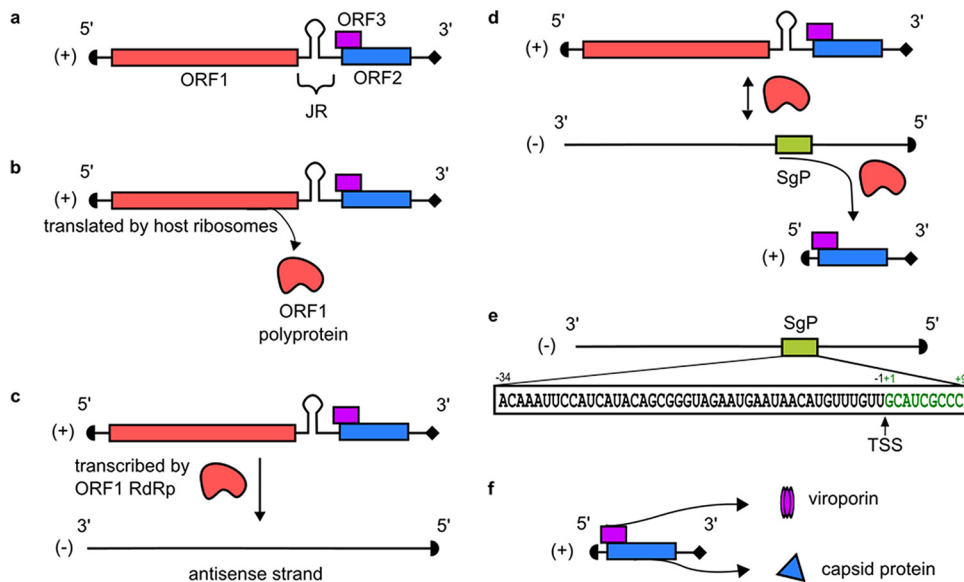 a
5'
3'
ORF3
(+)
ORF1
ORF2
JR
b
5'
3'
(+)
translated by host ribosomes
ORF1
polyprotein
c
5'
3'
(+)
transcribed by
ORF1 RdRp
3'
5'
(-)
antisense strand
d
5'
3'
(+)
3'
5'
(-)
SgP
5'
3'
(+)
e
3'
SgP
5'
(-)
-34
-1+1
+9
ACAAAUUCCAUCAUACAGCGGGUAGAAUGAAUAACAUGUUUGUUGCAUCGCCC
TSS
f
5'
3'
viroporin
(+)
capsid protein